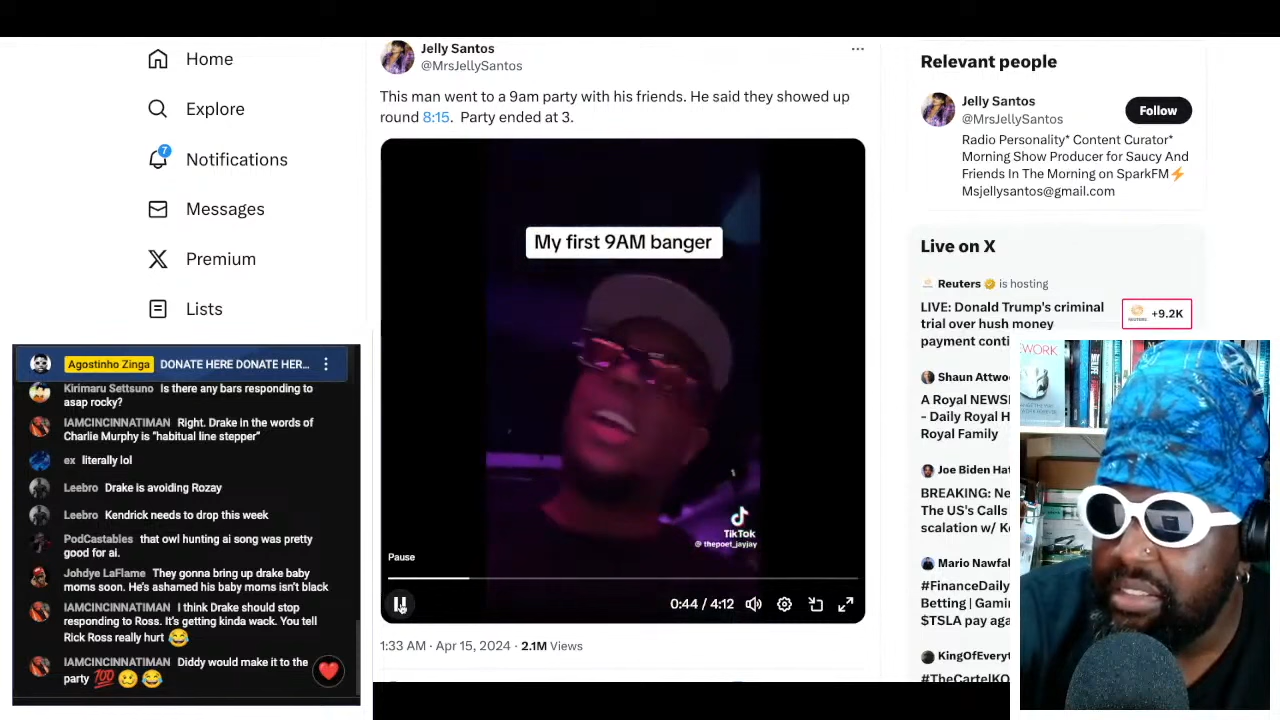 Home
Explore
7
Notifications
Messages
Premium
Lists
Jelly Santos
@MrsJellySantos
This man went to a 9am party with his friends. He said they showed up
round 8:15. Party ended at 3.
My first 9AM banger
TikTok
@ thepoet_jayjay
Pause
0:44 / 4:12
1:33 AM · Apr 15, 2024 · 2.1M Views
Relevant people
Jelly Santos
@MrsJellySantos
Follow
Radio Personality* Content Curator*
Morning Show Producer for Saucy And
Friends In The Morning on SparkFM⚡
Msjellysantos@gmail.com
Live on X
Reuters is hosting
LIVE: Donald Trump's criminal
trial over hush money
payment conti
REUTERS +9.2K
Shaun Attwo
A Royal NEWS
- Daily Royal H
Royal Family
Joe Biden Hat
BREAKING: Ne
The US's Calls
scalation w/ K
Mario Nawfal
#FinanceDaily
Betting | Gami
$TSLA pay aga
KingOfEveryt
#TheCartelKO
Agostinho Zinga DONATE HERE DONATE HER...
Kirimaru Settsuno Is there any bars responding to
asap rocky?
IAMCINCINNATIMAN Right. Drake in the words of
Charlie Murphy is “habitual line stepper”
ex literally lol
Leebro Drake is avoiding Rozay
Leebro Kendrick needs to drop this week
PodCastables that owl hunting ai song was pretty
good for ai.
Johdye LaFlame They gonna bring up drake baby
moms soon. He's ashamed his baby moms isn't black
IAMCINCINNATIMAN I think Drake should stop
responding to Ross. It's getting kinda wack. You tell
Rick Ross really hurt 😂
IAMCINCINNATIMAN Diddy would make it to the
party 💯🥴😂
WORK